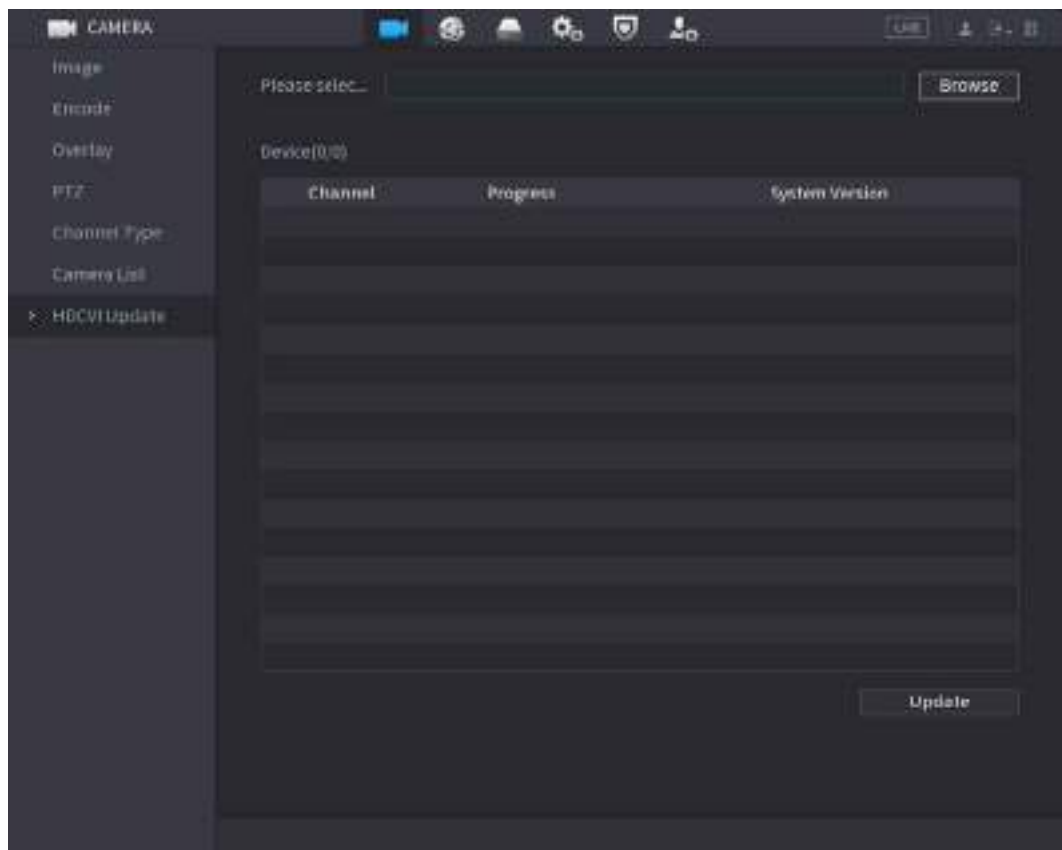 CAMERA
LIVE
Image
Encode
Overlay
PTZ
Channel Type
Camera List
HDCVI Update
Please selec...
Browse
Device(0/0)
Channel Progress System Version
Update